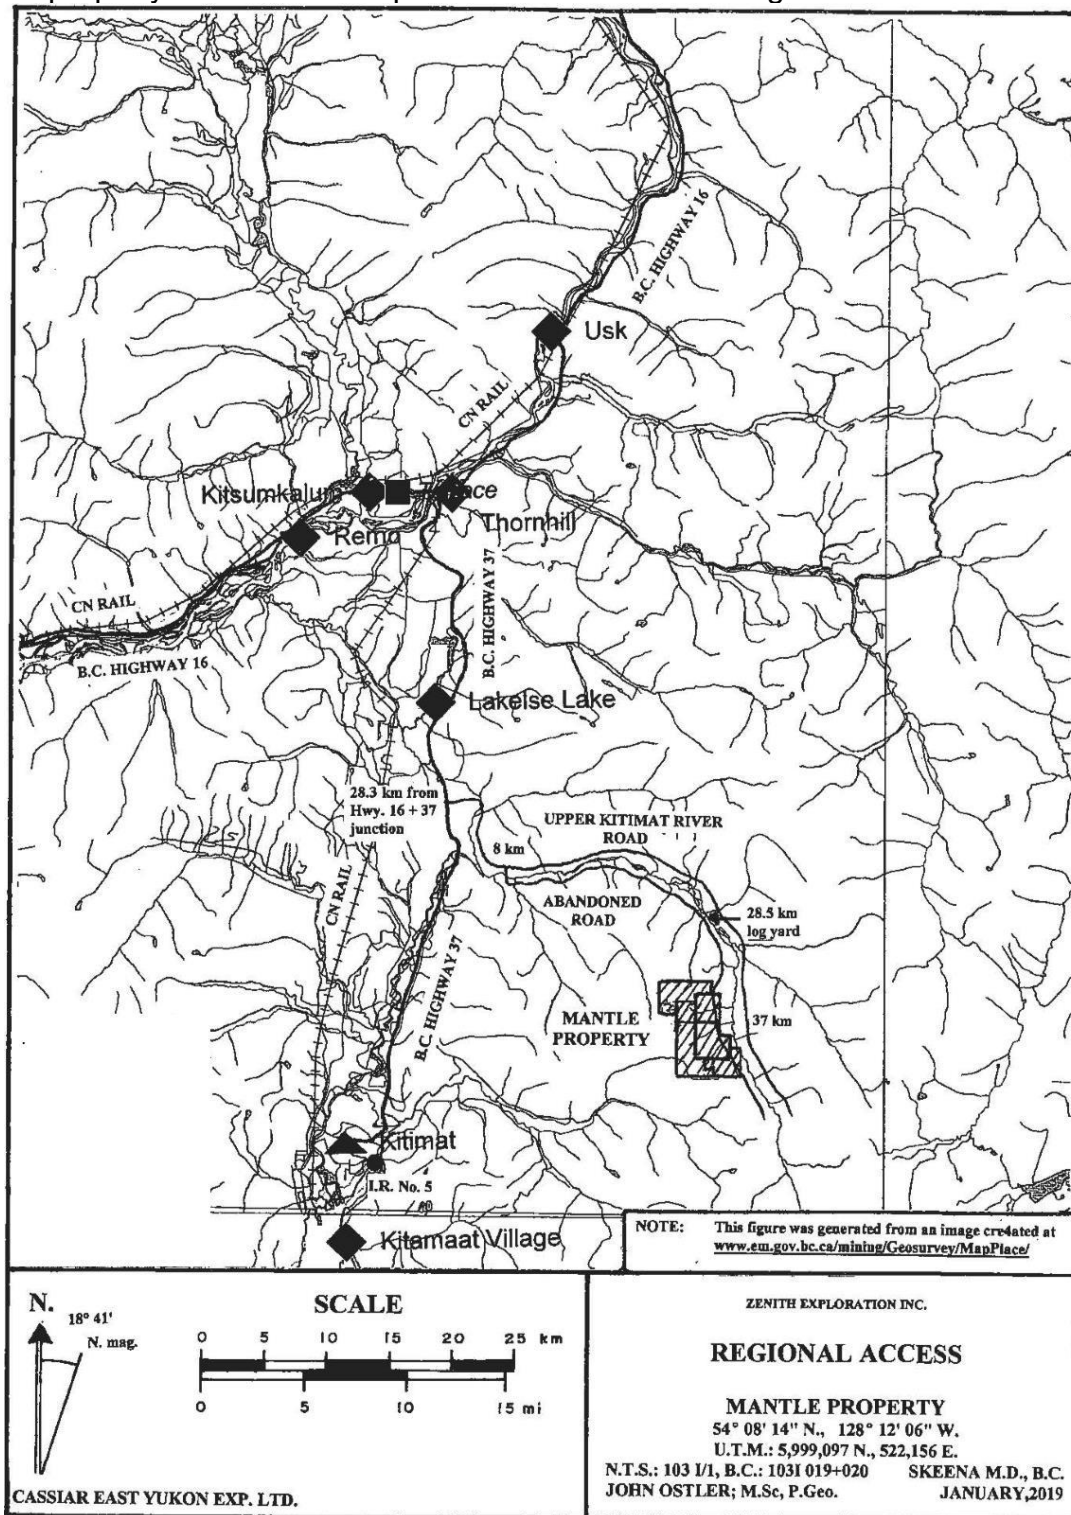 B.C. HIGHWAY 16
Usk
CN RAIL
Kitsumkalum
ace
Thornhill
Remo
B.C. HIGHWAY 37
CN RAIL
B.C. HIGHWAY 16
Lakelse Lake
28.3 km from
Hwy. 16 + 37
junction
UPPER KITIMAT RIVER
ROAD
8 km
ABANDONED
ROAD
28.5 km
log yard
CN RAIL
B.C. HIGHWAY 37
MANTLE
PROPERTY
37 km
Kitimat
I.R. No. 5
Kitamaat Village
NOTE: This figure was generated from an image cre4ated at
www.em.gov.bc.ca/mining/Geosurvey/MapPlace/
N.
18° 41'
N. mag.
SCALE
0 5 10 15 20 25 km
0 5 10 15 mi
CASSIAR EAST YUKON EXP. LTD.
ZENITH EXPLORATION INC.
REGIONAL ACCESS
MANTLE PROPERTY
54° 08' 14" N., 128° 12' 06" W.
U.T.M.: 5,999,097 N., 522,156 E.
N.T.S.: 103 I/1, B.C.: 103I 019+020 SKEENA M.D., B.C.
JOHN OSTLER; M.Sc, P.Geo. JANUARY,2019